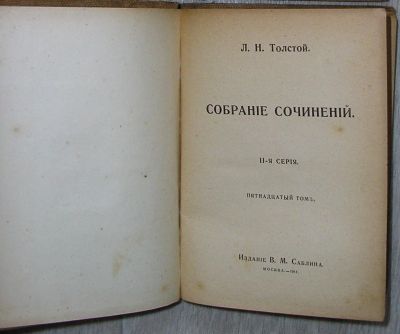 Л. Н. Толстой.
СОБРАНІЕ СОЧИНЕНІЙ.
II-я СЕРІЯ.
ПЯТНАДЦАТЫЙ ТОМЪ.
Изданіе В. М. Саблина.
МОСКВА.—